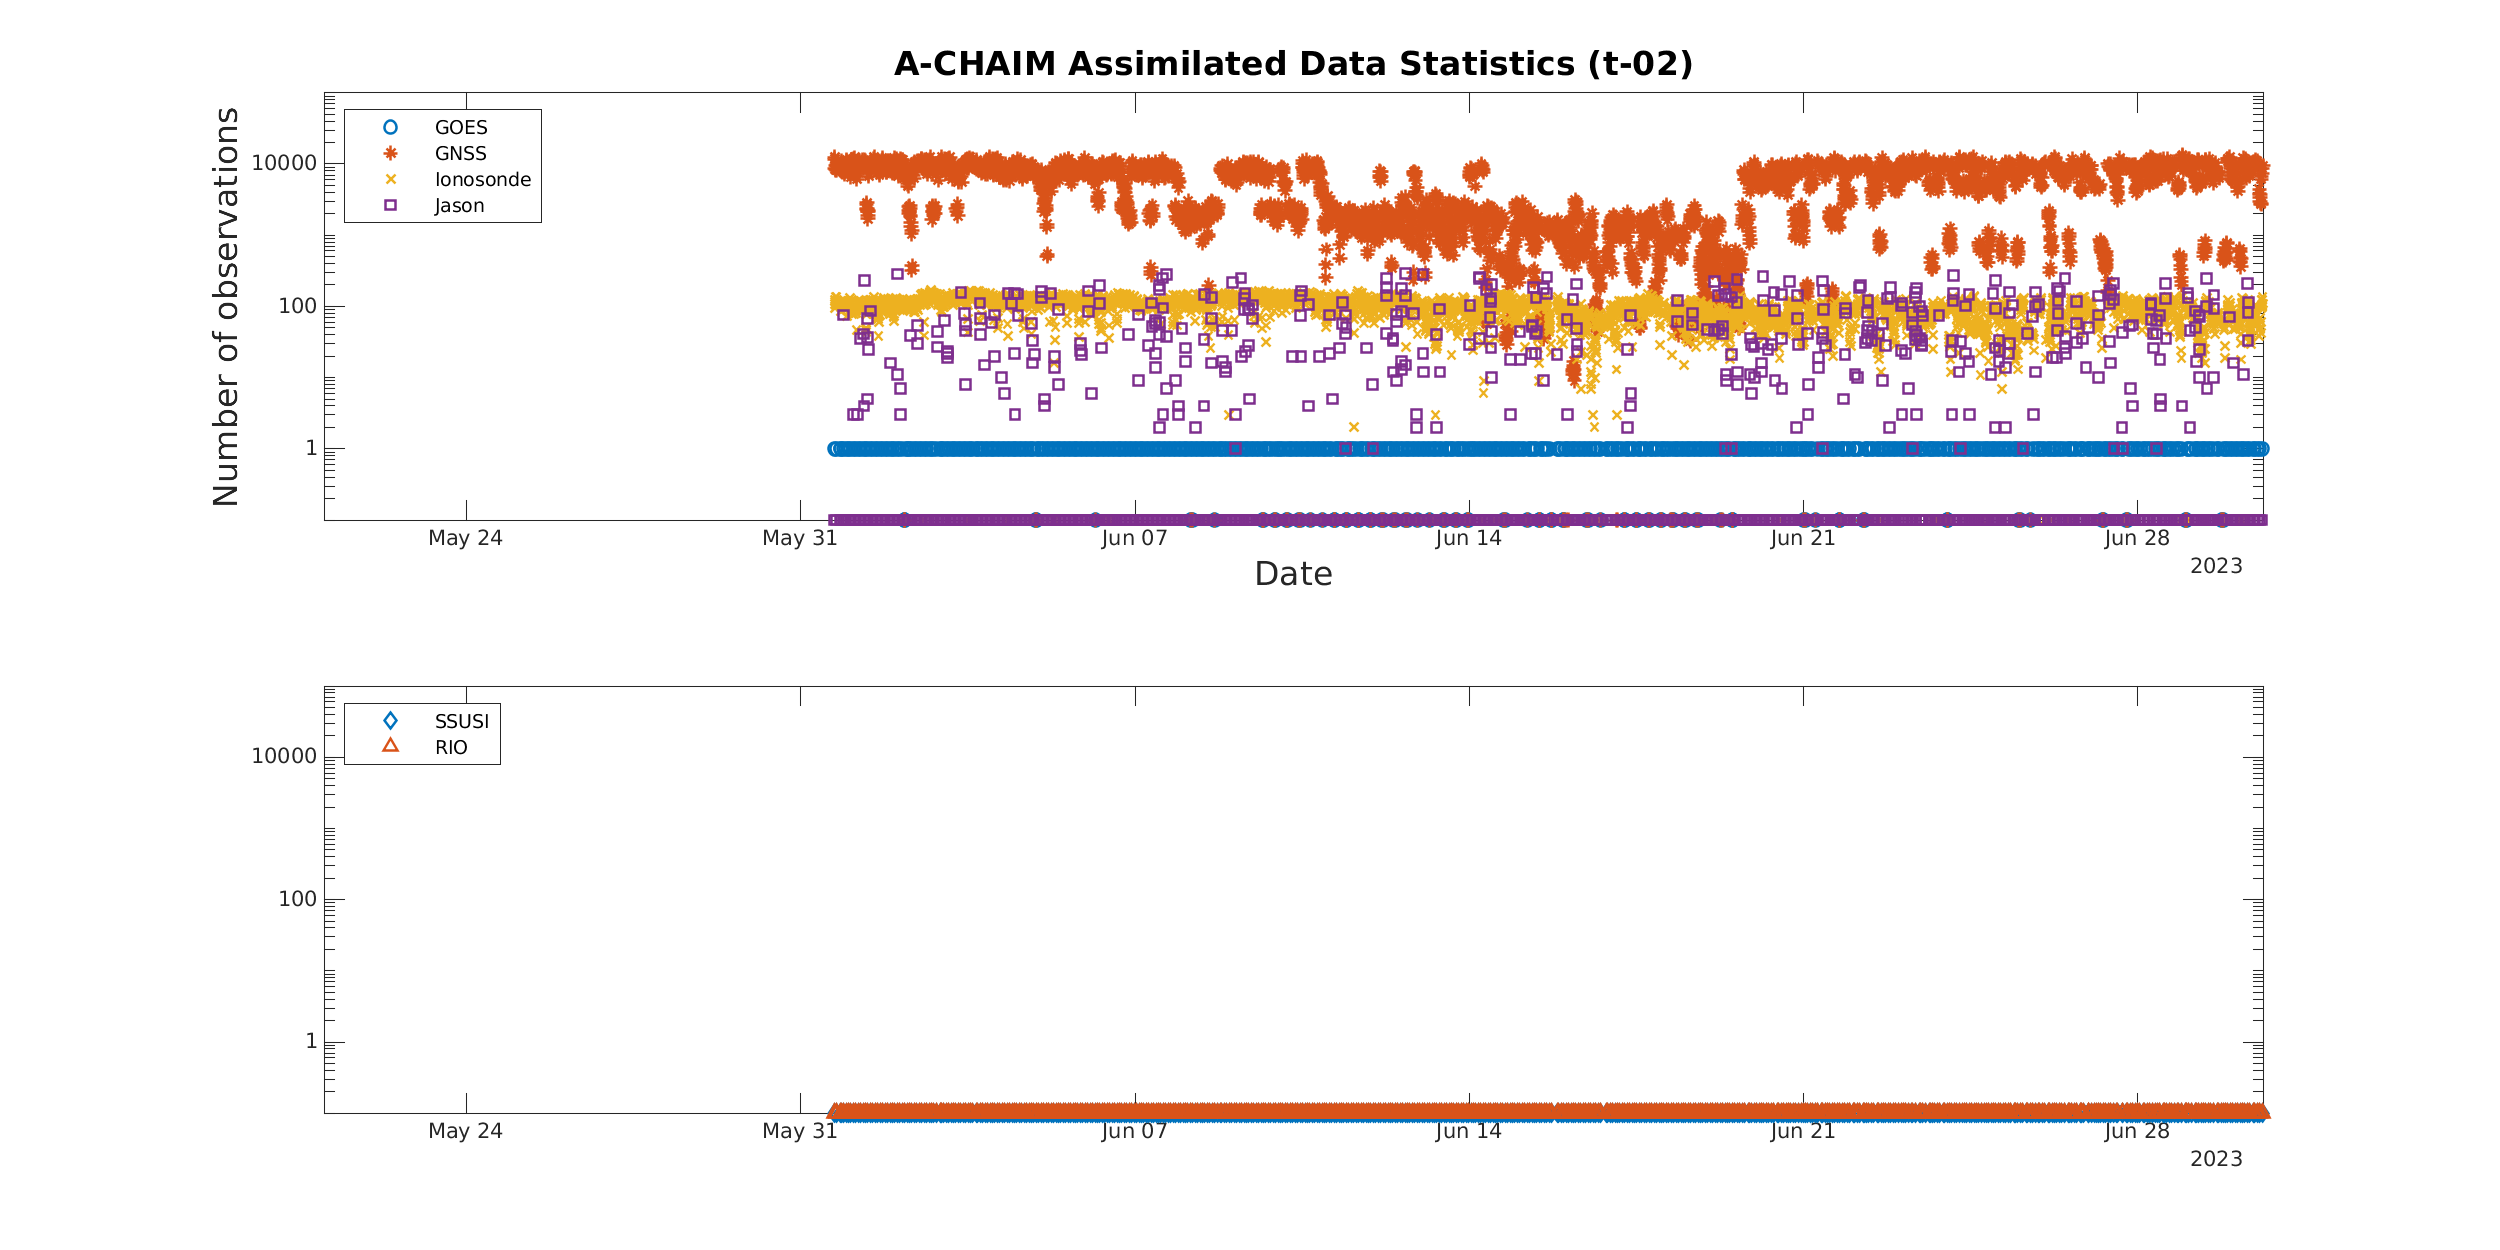 A-CHAIM Assimilated Data Statistics (t-02)
Number of observations
GOES
GNSS
Ionosonde
Jason
10000
100
1
May 24 May 31 Jun 07 Jun 14 Jun 21 Jun 28
2023
Date
SSUSI
RIO
10000
100
1
May 24 May 31 Jun 07 Jun 14 Jun 21 Jun 28
2023